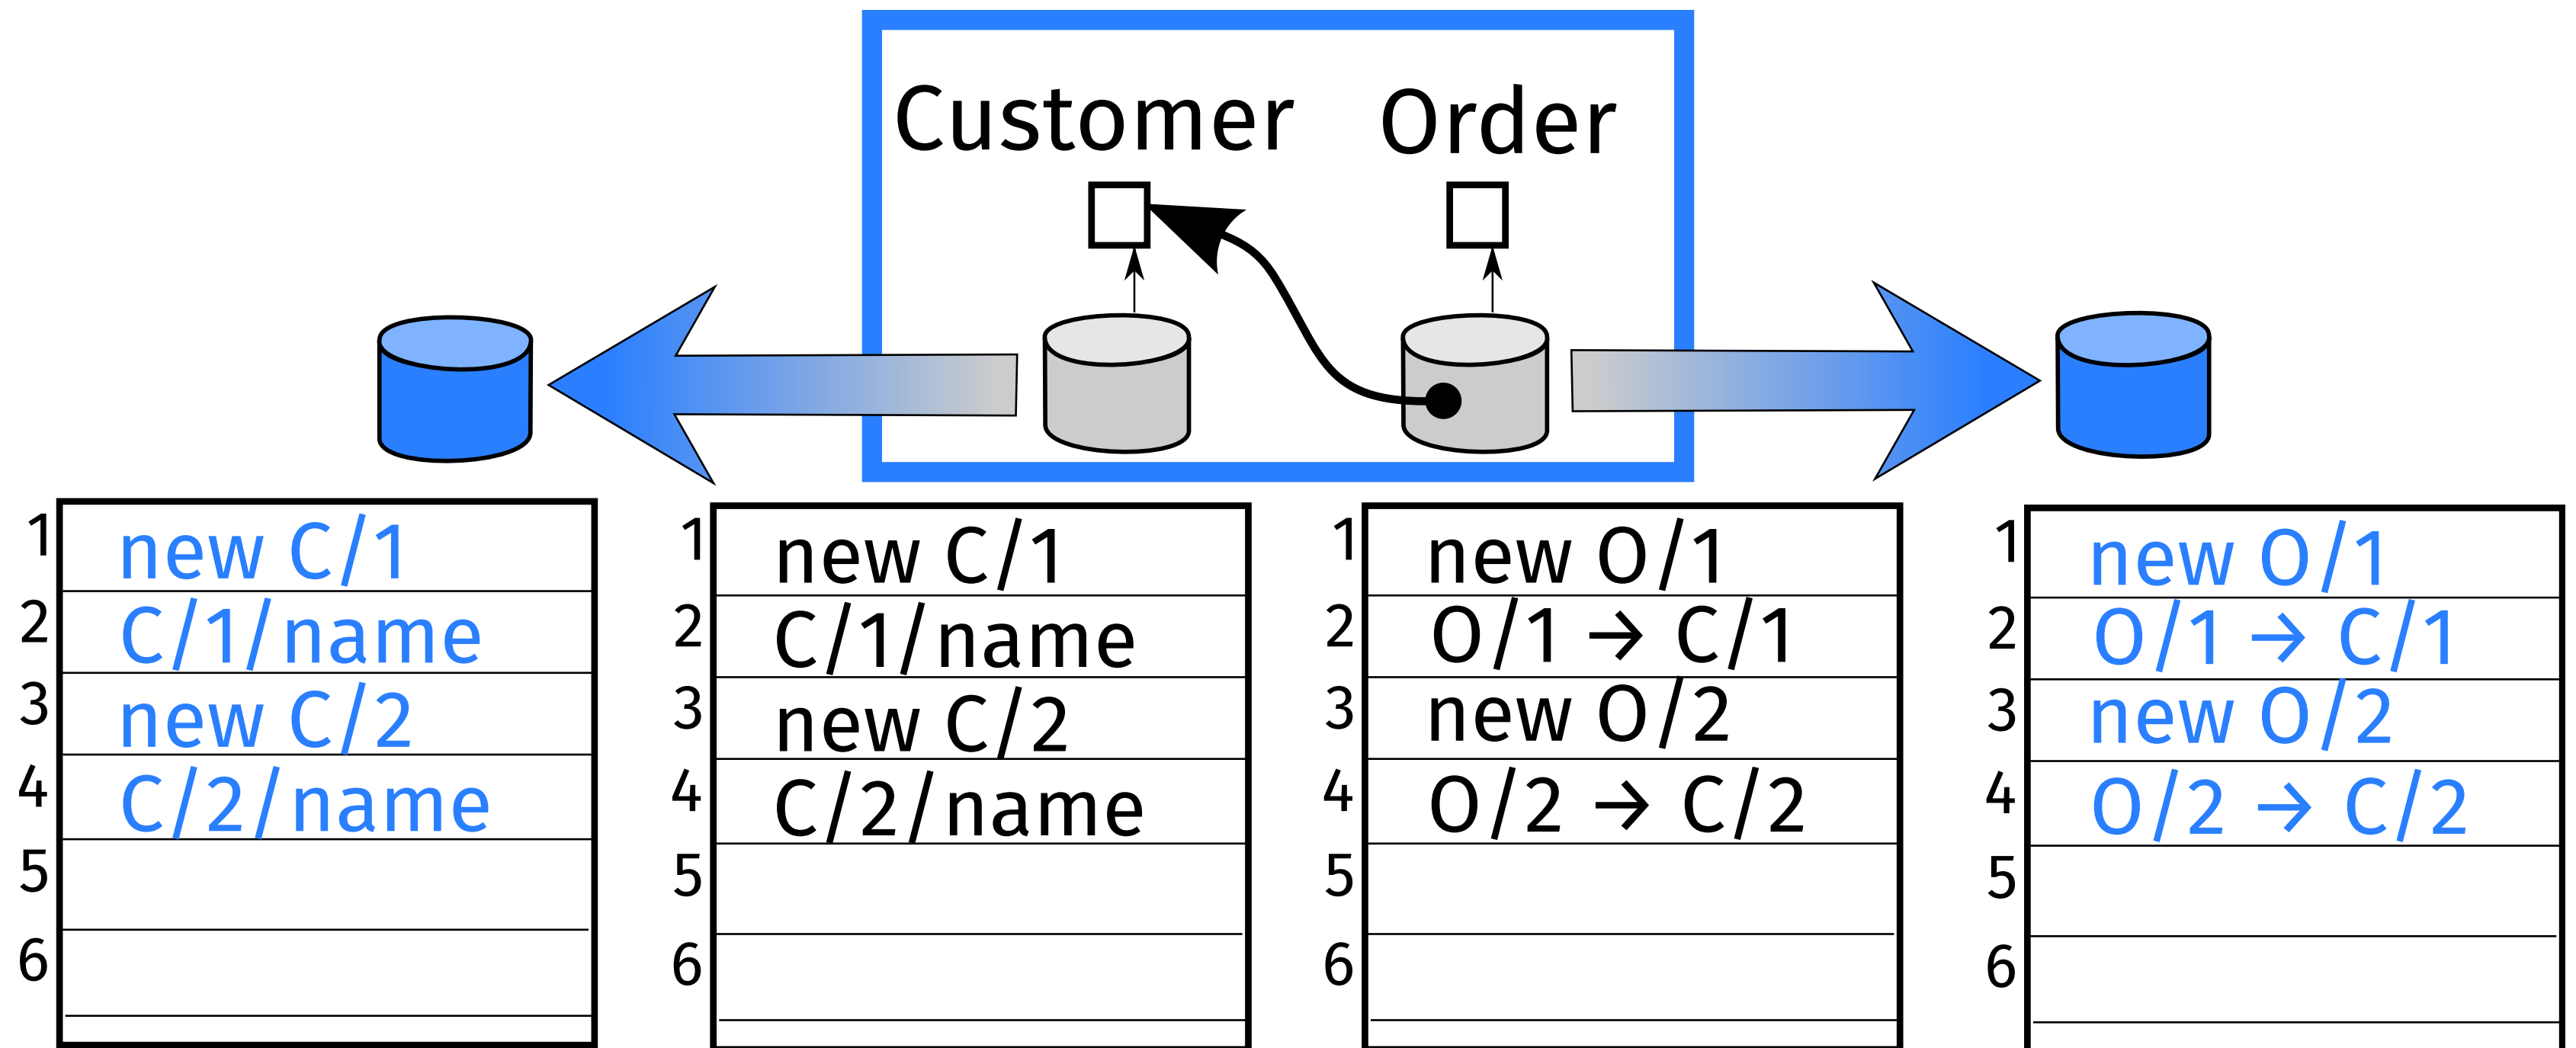 Customer
Order
1 new C/1
2 C/1/name
3 new C/2
4 C/2/name
5
6
1 new C/1
2 C/1/name
3 new C/2
4 C/2/name
5
6
1 new O/1
2 O/1 → C/1
3 new O/2
4 O/2 → C/2
5
6
1 new O/1
2 O/1 → C/1
3 new O/2
4 O/2 → C/2
5
6